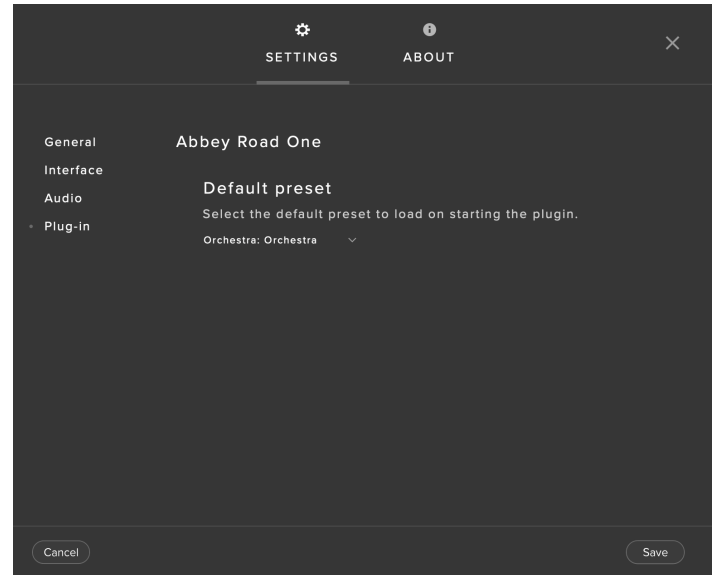 SETTINGS
ABOUT
General
Interface
Audio
Plug-in
Abbey Road One
Default preset
Select the default preset to load on starting the plugin.
Orchestra: Orchestra
Cancel
Save